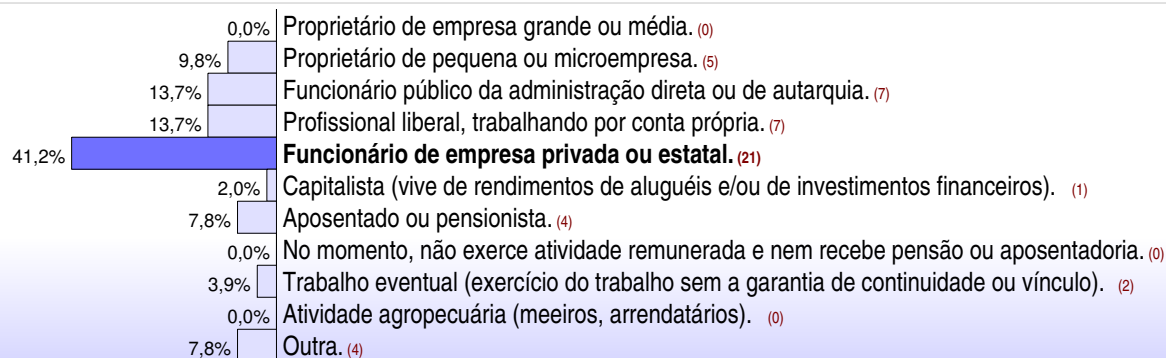 0,0% Proprietário de empresa grande ou média. (0)
9,8% Proprietário de pequena ou microempresa. (5)
13,7% Funcionário público da administração direta ou de autarquia. (7)
13,7% Profissional liberal, trabalhando por conta própria. (7)
41,2% Funcionário de empresa privada ou estatal. (21)
2,0% Capitalista (vive de rendimentos de aluguéis e/ou de investimentos financeiros). (1)
7,8% Aposentado ou pensionista. (4)
0,0% No momento, não exerce atividade remunerada e nem recebe pensão ou aposentadoria. (0)
3,9% Trabalho eventual (exercício do trabalho sem a garantia de continuidade ou vínculo). (2)
0,0% Atividade agropecuária (meeiros, arrendatários). (0)
7,8% Outra. (4)